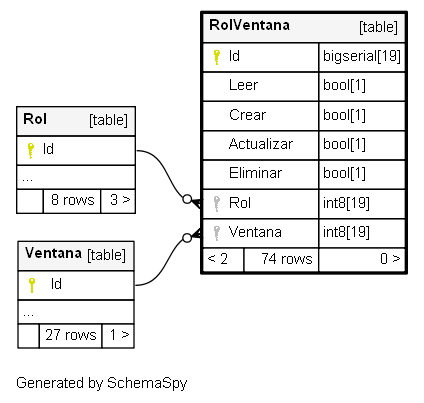 RolVentana [table]
Id bigserial[19]
Leer bool[1]
Crear bool[1]
Actualizar bool[1]
Eliminar bool[1]
Rol int8[19]
Ventana int8[19]
< 2 74 rows 0 >
Rol [table]
Id
...
8 rows 3 >
Ventana [table]
Id
...
27 rows 1 >
Generated by SchemaSpy